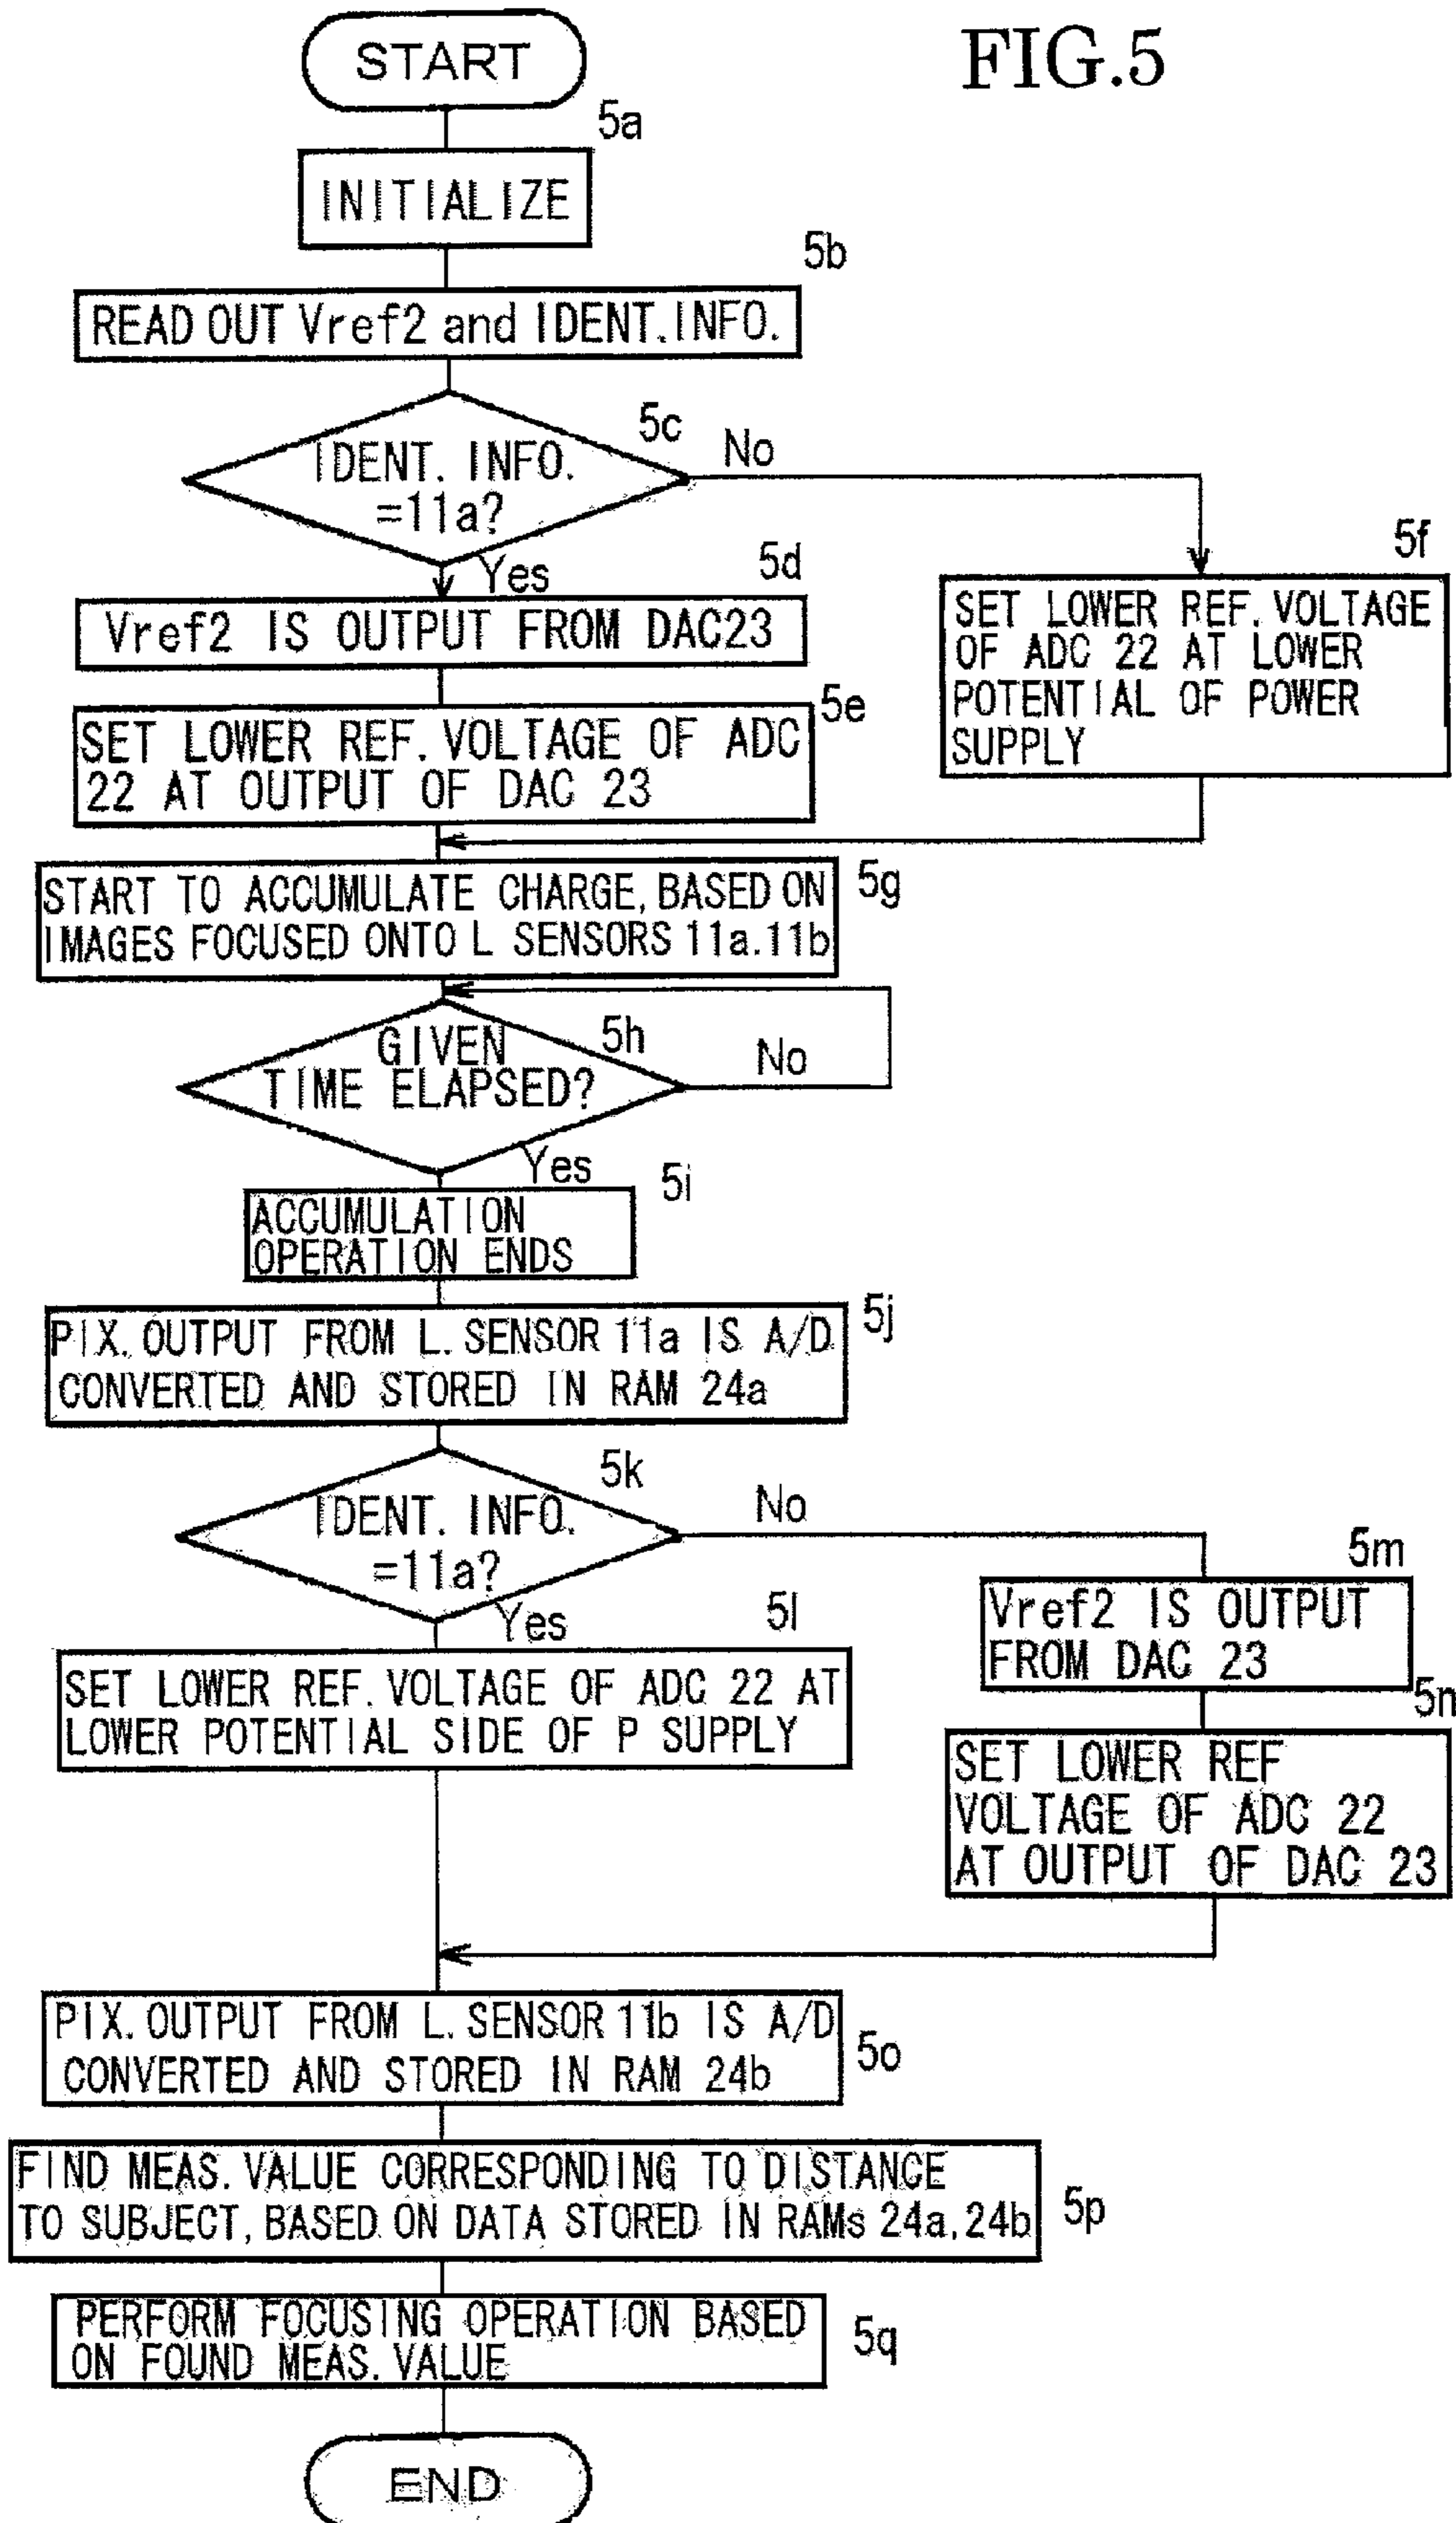 FIG.5
START
5a
INITIALIZE
5b
READ OUT Vref2 and IDENT.INFO.
5c
IDENT. INFO.
=11a?
No
Yes
5d
Vref2 IS OUTPUT FROM DAC23
5e
SET LOWER REF.VOLTAGE OF ADC
22 AT OUTPUT OF DAC 23
5f
SET LOWER REF.VOLTAGE
OF ADC 22 AT LOWER
POTENTIAL OF POWER
SUPPLY
5g
START TO ACCUMULATE CHARGE, BASED ON
IMAGES FOCUSED ONTO L SENSORS 11a.11b
5h
GIVEN
TIME ELAPSED?
No
Yes
5i
ACCUMULATION
OPERATION ENDS
5j
PIX. OUTPUT FROM L. SENSOR 11a IS A/D
CONVERTED AND STORED IN RAM 24a
5k
IDENT. INFO.
=11a?
No
Yes
5l
SET LOWER REF. VOLTAGE OF ADC 22 AT
LOWER POTENTIAL SIDE OF P SUPPLY
5m
Vref2 IS OUTPUT
FROM DAC 23
5n
SET LOWER REF
VOLTAGE OF ADC 22
AT OUTPUT OF DAC 23
PIX. OUTPUT FROM L. SENSOR 11b IS A/D
CONVERTED AND STORED IN RAM 24b
5o
FIND MEAS. VALUE CORRESPONDING TO DISTANCE
TO SUBJECT, BASED ON DATA STORED IN RAMs 24a, 24b
5p
PERFORM FOCUSING OPERATION BASED
ON FOUND MEAS. VALUE
5q
END